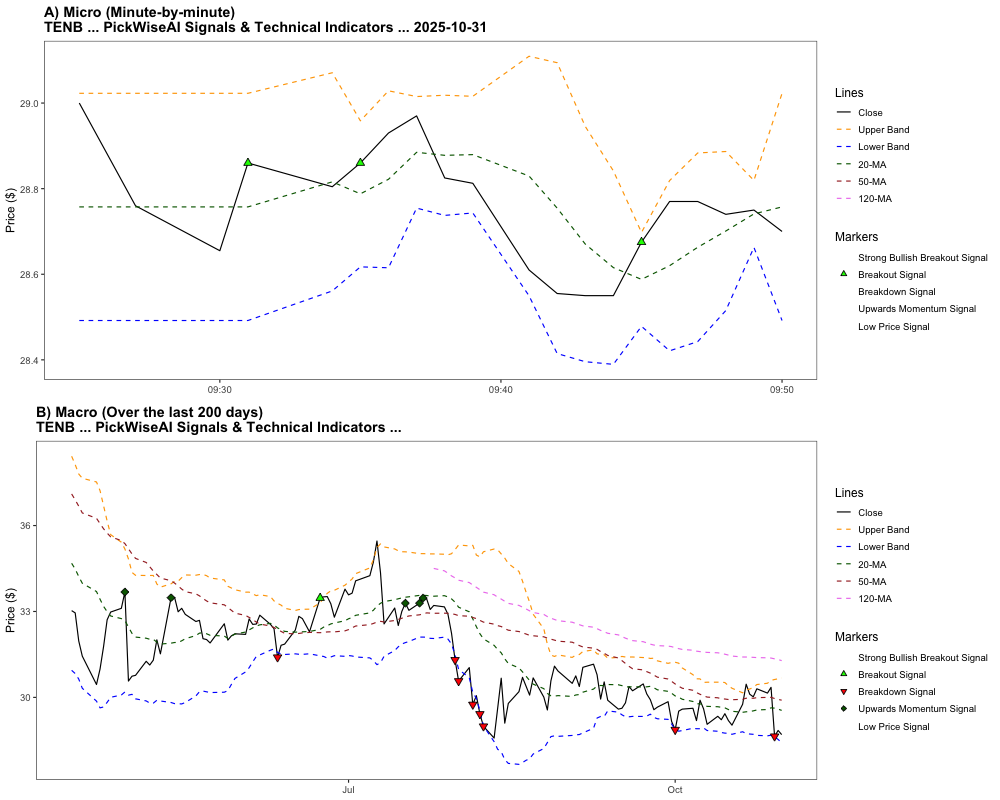 A) Micro (Minute-by-minute)
TENB ... PickWiseAI Signals & Technical Indicators ... 2025-10-31
Price ($)
29.0
28.8
28.6
28.4
09:30
09:40
09:50
Lines
Close
Upper Band
Lower Band
20-MA
50-MA
120-MA
Markers
Strong Bullish Breakout Signal
Breakout Signal
Breakdown Signal
Upwards Momentum Signal
Low Price Signal
B) Macro (Over the last 200 days)
TENB ... PickWiseAI Signals & Technical Indicators ...
Price ($)
36
33
30
Jul
Oct
Lines
Close
Upper Band
Lower Band
20-MA
50-MA
120-MA
Markers
Strong Bullish Breakout Signal
Breakout Signal
Breakdown Signal
Upwards Momentum Signal
Low Price Signal